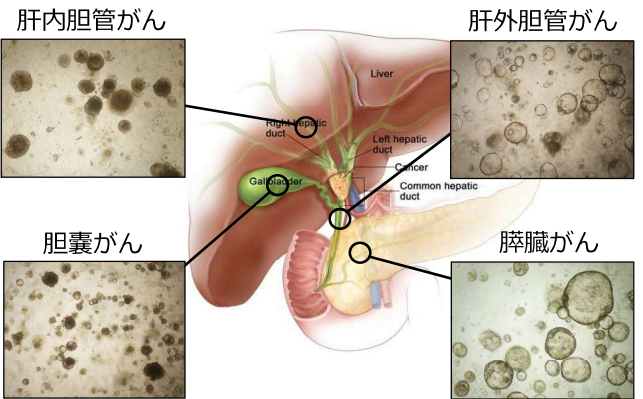 肝内胆管がん
肝外胆管がん
Liver
Right hepatic
duct
Left hepatic
duct
Cancer
Gallbladder
Common hepatic
duct
胆嚢がん
膵臓がん